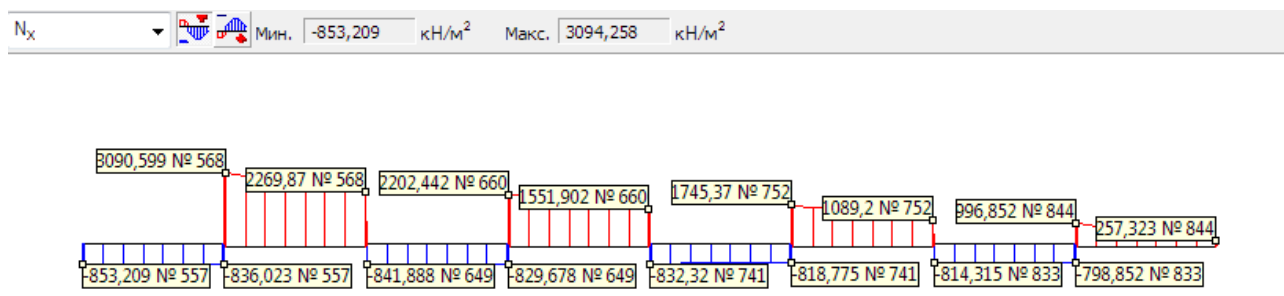 Nx Мин. -853,209 кН/м² Макс. 3094,258 кН/м²
3090,599 № 568
2269,87 № 568
2202,442 № 660
1551,902 № 660
1745,37 № 752
1089,2 № 752
996,852 № 844
257,323 № 844
-853,209 № 557
-836,023 № 557
-841,888 № 649
-829,678 № 649
-832,32 № 741
-818,775 № 741
-814,315 № 833
-798,852 № 833